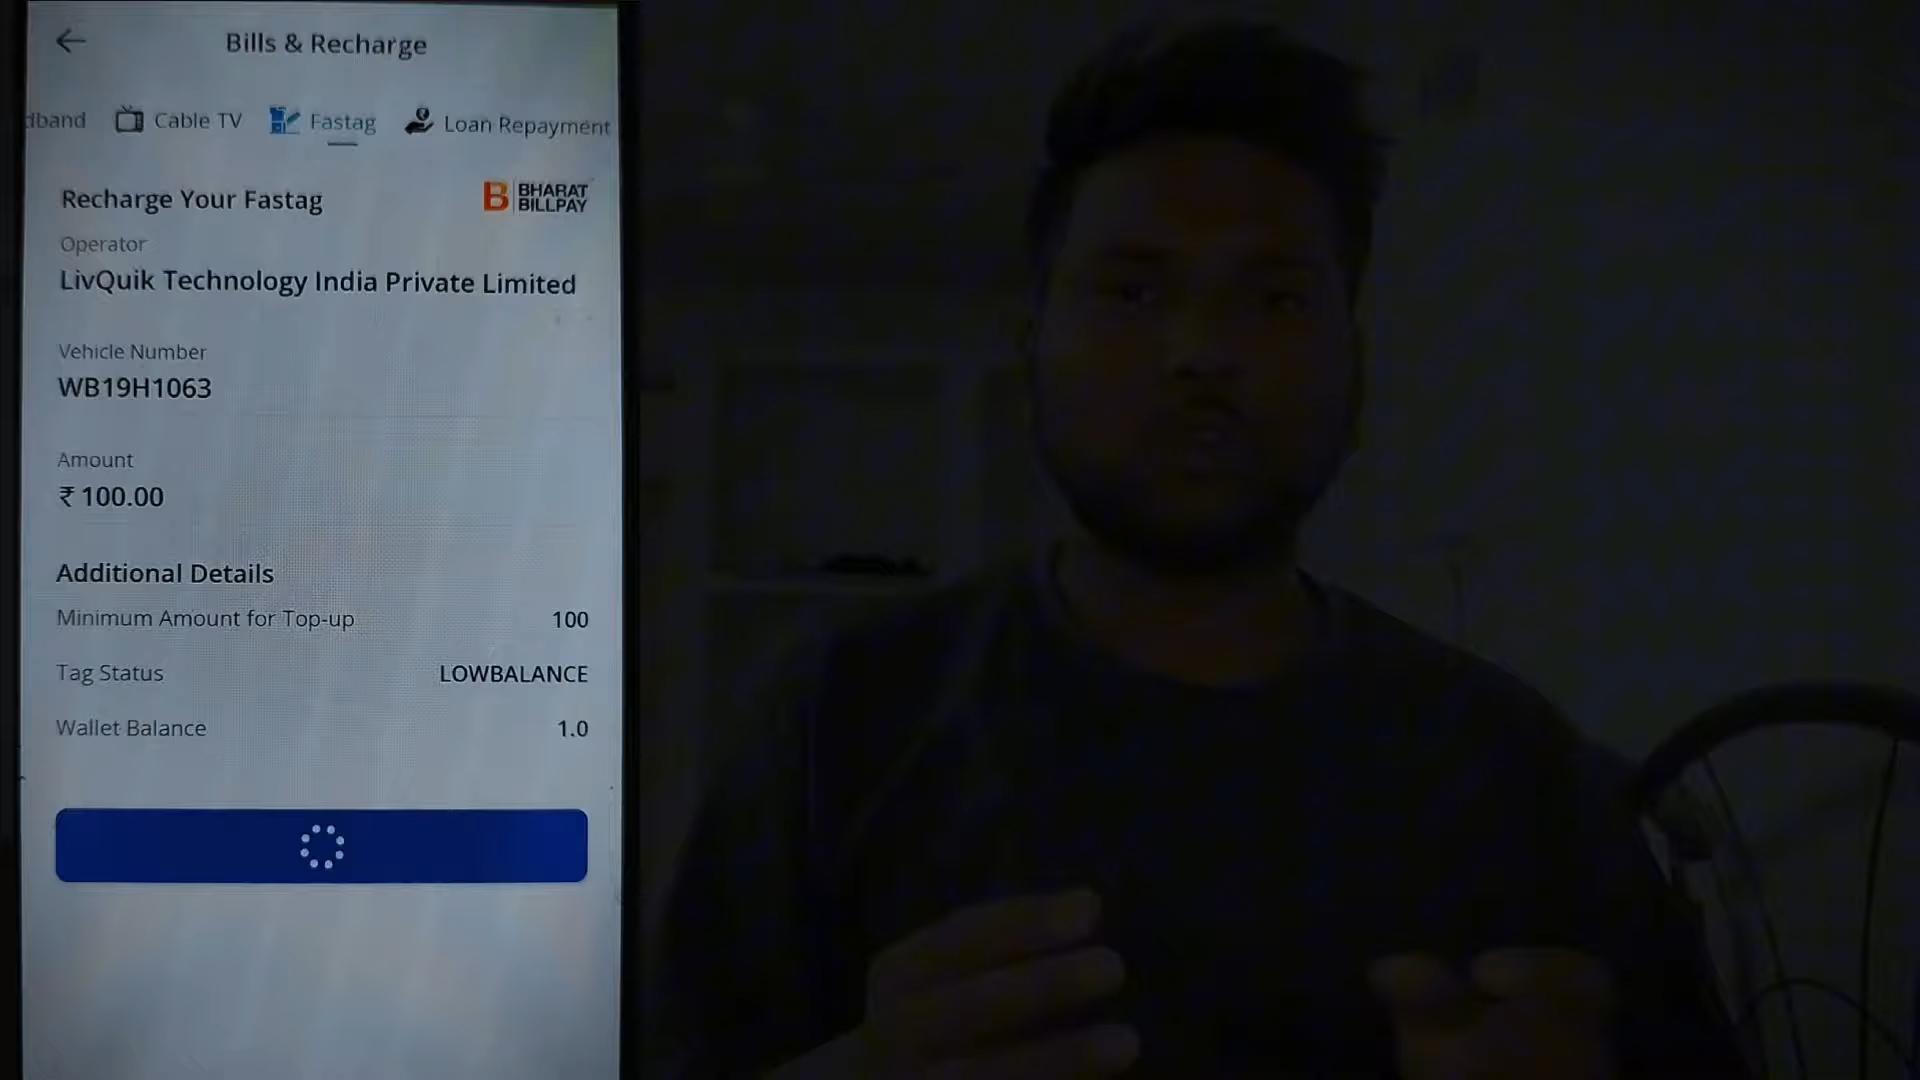 Bills & Recharge
dband Cable TV Fastag Loan Repayment
Recharge Your Fastag
BHARAT
BILLPAY
Operator
LivQuik Technology India Private Limited
Vehicle Number
WB19H1063
Amount
₹ 100.00
Additional Details
Minimum Amount for Top-up 100
Tag Status LOWBALANCE
Wallet Balance 1.0